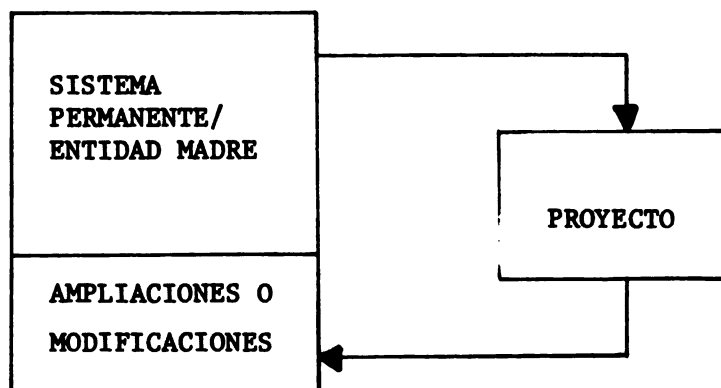 SISTEMA
PERMANENTE/
ENTIDAD MADRE
PROYECTO
AMPLIACIONES O
MODIFICACIONES